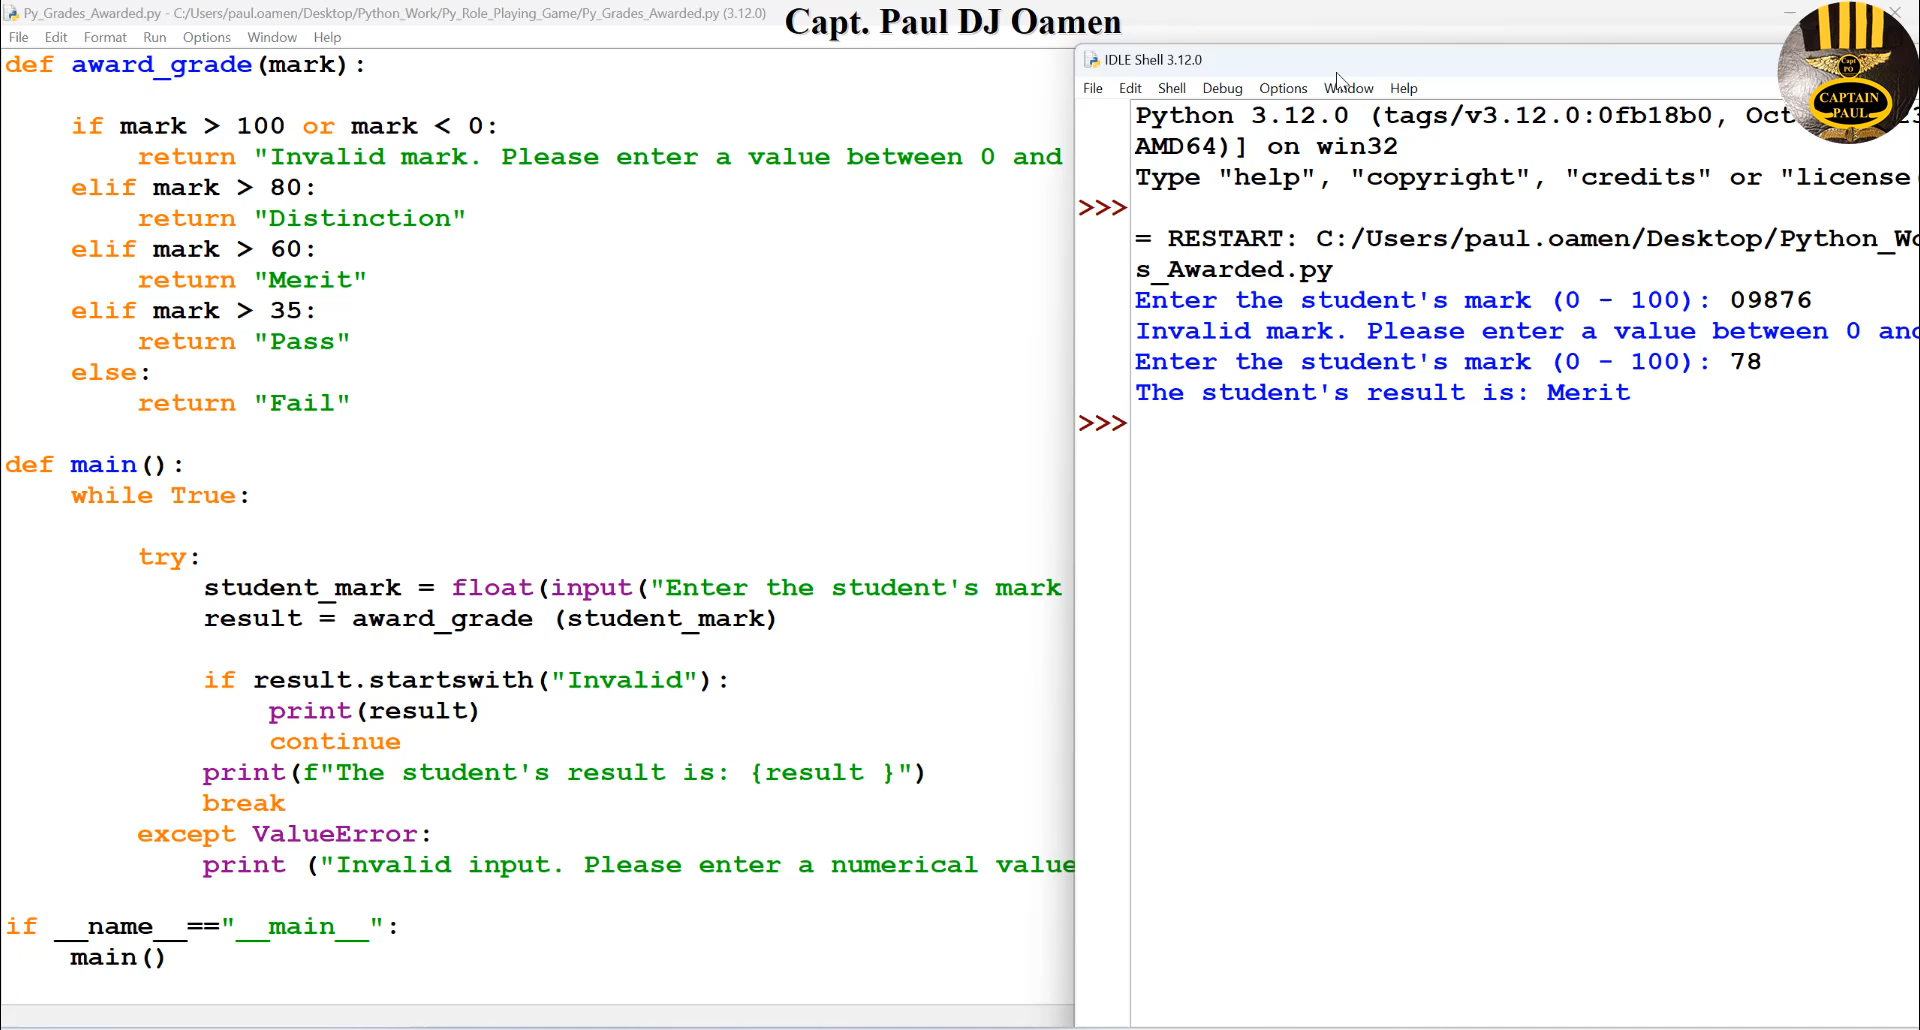 Py_Grades_Awarded.py - C:/Users/paul.oamen/Desktop/Python_Work/Py_Role_Playing_Game/Py_Grades_Awarded.py (3.12.0)
Capt. Paul DJ Oamen
File Edit Format Run Options Window Help
def award_grade(mark):
if mark > 100 or mark < 0:
return "Invalid mark. Please enter a value between 0 and
elif mark > 80:
return "Distinction"
elif mark > 60:
return "Merit"
elif mark > 35:
return "Pass"
else:
return "Fail"
def main():
while True:
try:
student_mark = float(input("Enter the student's mark
result = award_grade (student_mark)
if result.startswith("Invalid"):
print(result)
continue
print(f"The student's result is: {result }")
break
except ValueError:
print ("Invalid input. Please enter a numerical value
if __name__=="__main__":
main()
IDLE Shell 3.12.0
File Edit Shell Debug Options Window Help
Python 3.12.0 (tags/v3.12.0:0fb18b0, Oct
AMD64)] on win32
Type "help", "copyright", "credits" or "license
>>>
= RESTART: C:/Users/paul.oamen/Desktop/Python_Wo
s_Awarded.py
Enter the student's mark (0 - 100): 09876
Invalid mark. Please enter a value between 0 and
Enter the student's mark (0 - 100): 78
The student's result is: Merit
>>>
Capt
PO
CAPTAIN
PAUL